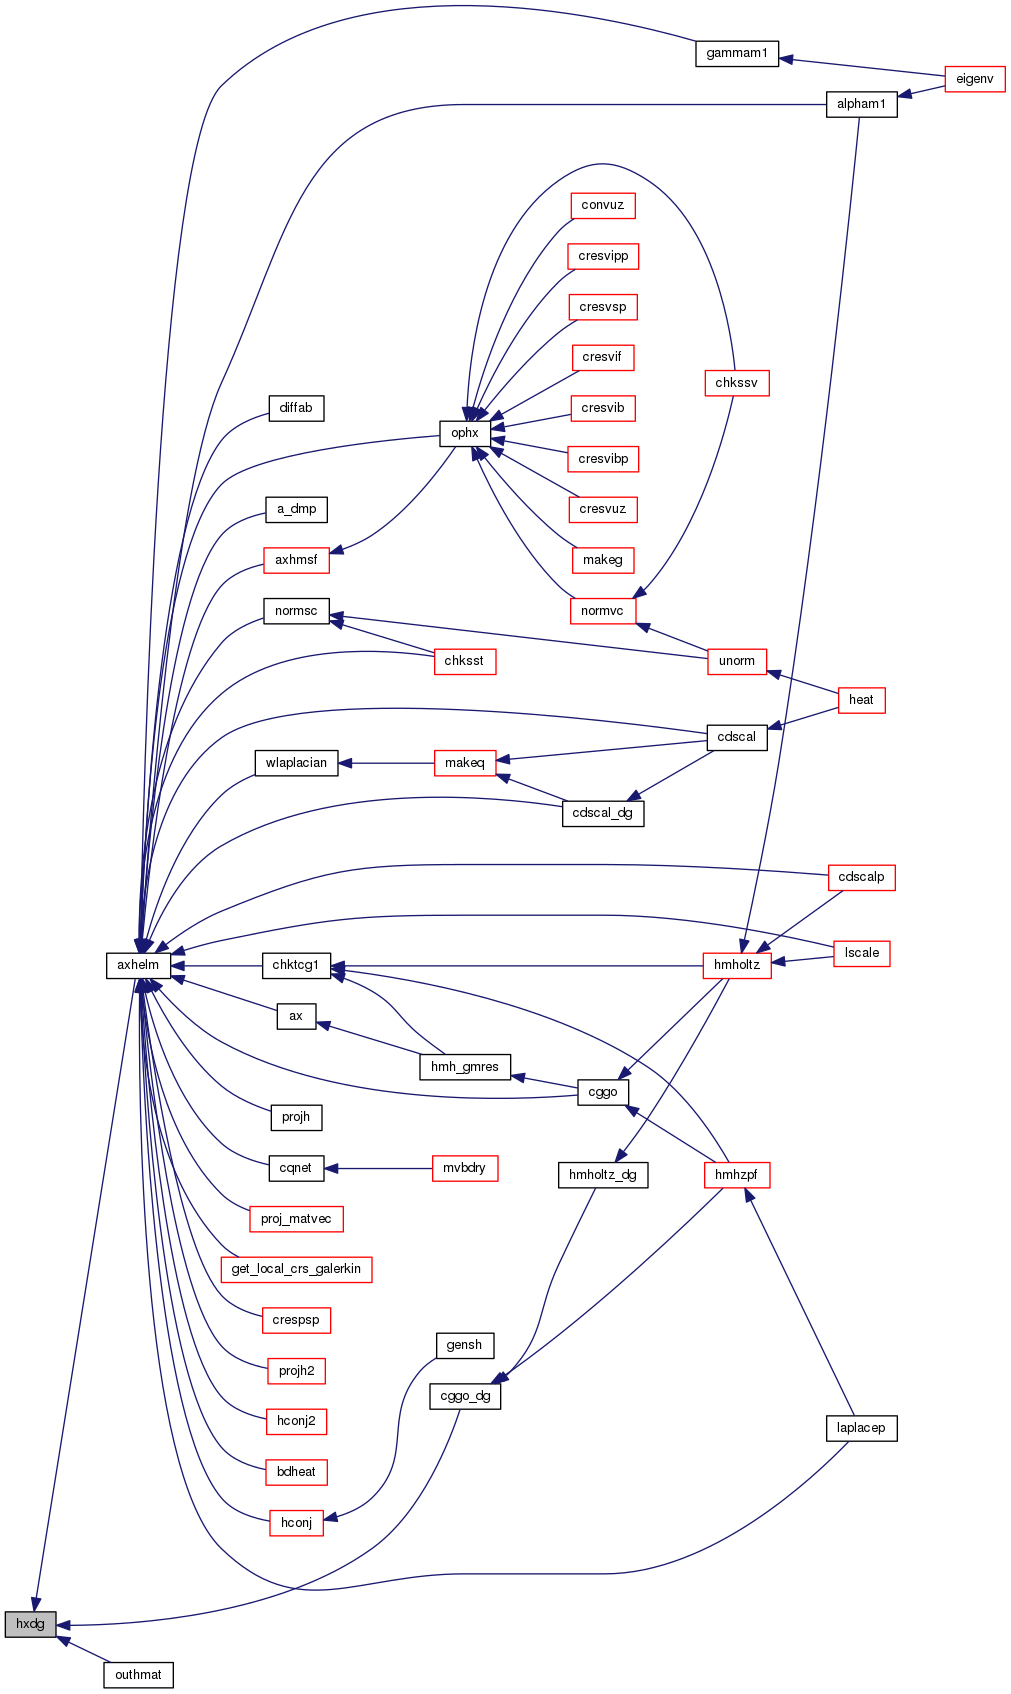 gammam1
eigenv
alpham1
convuz
cresvipp
cresvsp
cresvif
chkssv
diffab
cresvib
ophx
cresvibp
a_dmp
cresvuz
axhmsf
makeg
normsc
normvc
chksst
unorm
heat
cdscal
wlaplacian
makeq
cdscal_dg
cdscalp
lscale
axhelm
chktcg1
hmholtz
ax
hmh_gmres
cggo
projh
cqnet
mvbdry
hmholtz_dg
hmhzpf
proj_matvec
get_local_crs_galerkin
crespsp
gensh
projh2
cggo_dg
hconj2
laplacep
bdheat
hconj
hxdg
outhmat